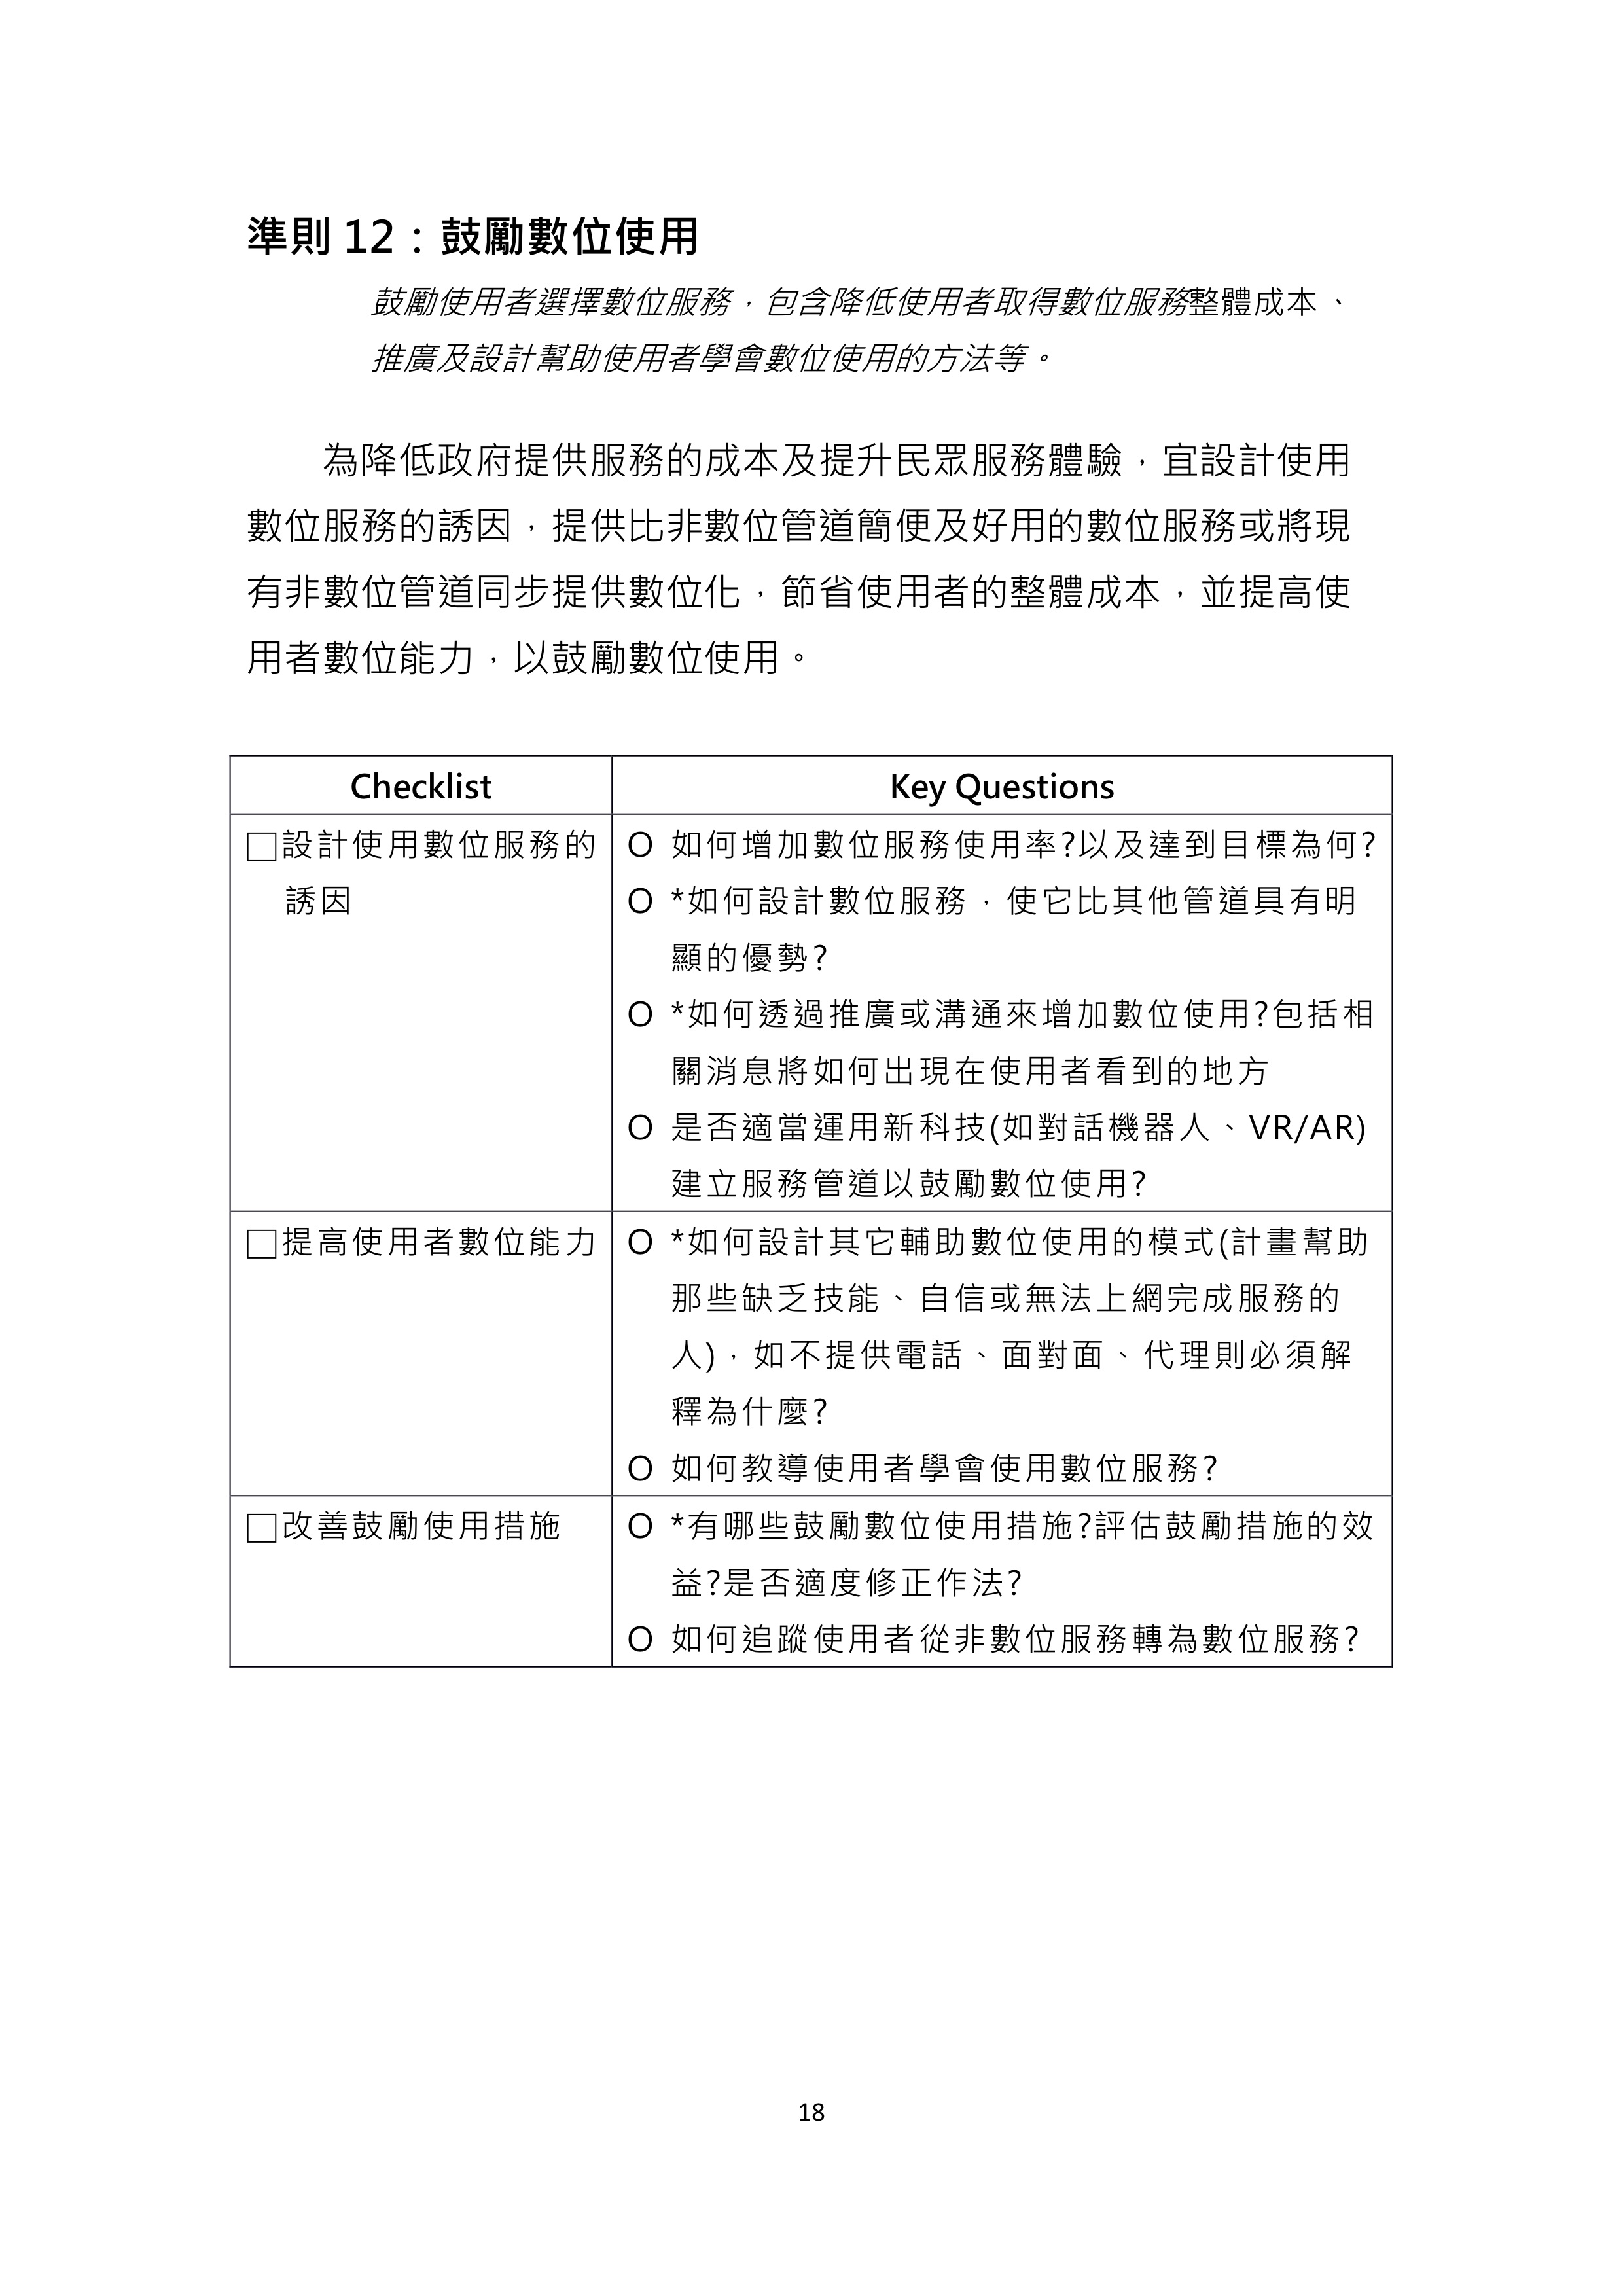 準則 12：鼓勵數位使用
鼓勵使用者選擇數位服務，包含降低使用者取得數位服務整體成本、
推廣及設計幫助使用者學會數位使用的方法等。
為降低政府提供服務的成本及提升民眾服務體驗，宜設計使用
數位服務的誘因，提供比非數位管道簡便及好用的數位服務或將現
有非數位管道同步提供數位化，節省使用者的整體成本，並提高使
用者數位能力，以鼓勵數位使用。
Checklist
Key Questions
□設計使用數位服務的
誘因
O 如何增加數位服務使用率?以及達到目標為何?
O *如何設計數位服務，使它比其他管道具有明
顯的優勢?
O *如何透過推廣或溝通來增加數位使用?包括相
關消息將如何出現在使用者看到的地方
O 是否適當運用新科技(如對話機器人、VR/AR)
建立服務管道以鼓勵數位使用?
□提高使用者數位能力
O *如何設計其它輔助數位使用的模式(計畫幫助
那些缺乏技能、自信或無法上網完成服務的
人)，如不提供電話、面對面、代理則必須解
釋為什麼?
O 如何教導使用者學會使用數位服務?
□改善鼓勵使用措施
O *有哪些鼓勵數位使用措施?評估鼓勵措施的效
益?是否適度修正作法?
O 如何追蹤使用者從非數位服務轉為數位服務?
18